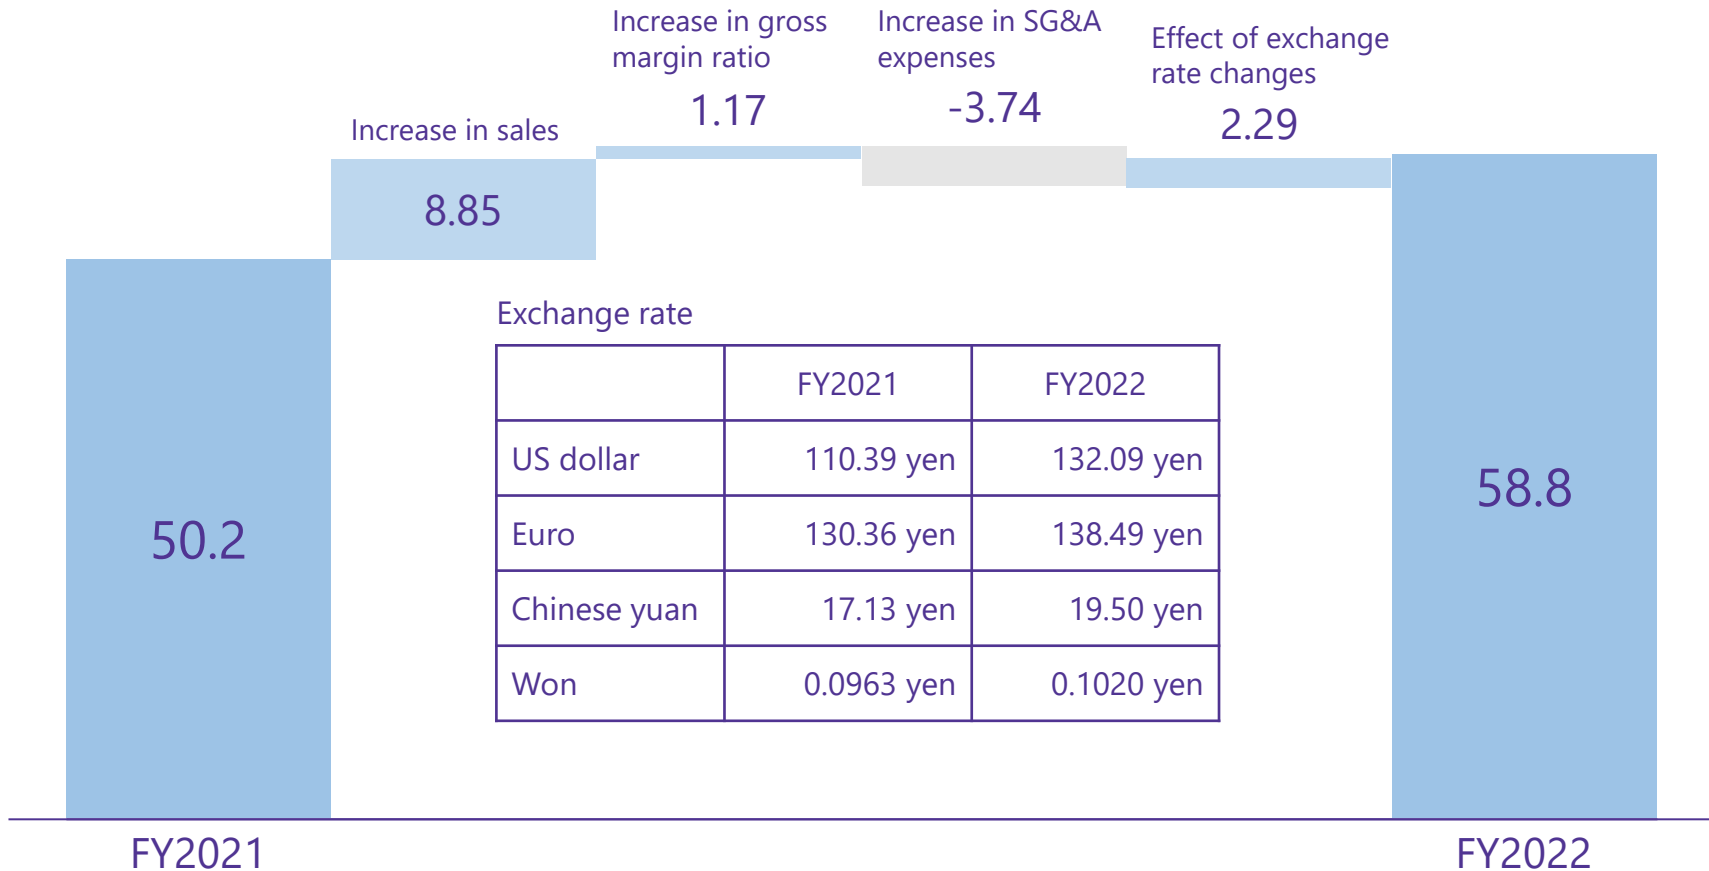 Increase in gross
margin ratio
1.17
Increase in SG&A
expenses
-3.74
Effect of exchange
rate changes
2.29
Increase in sales
8.85
50.2
58.8
Exchange rate
FY2021 FY2022
US dollar 110.39 yen 132.09 yen
Euro 130.36 yen 138.49 yen
Chinese yuan 17.13 yen 19.50 yen
Won 0.0963 yen 0.1020 yen
FY2021
FY2022